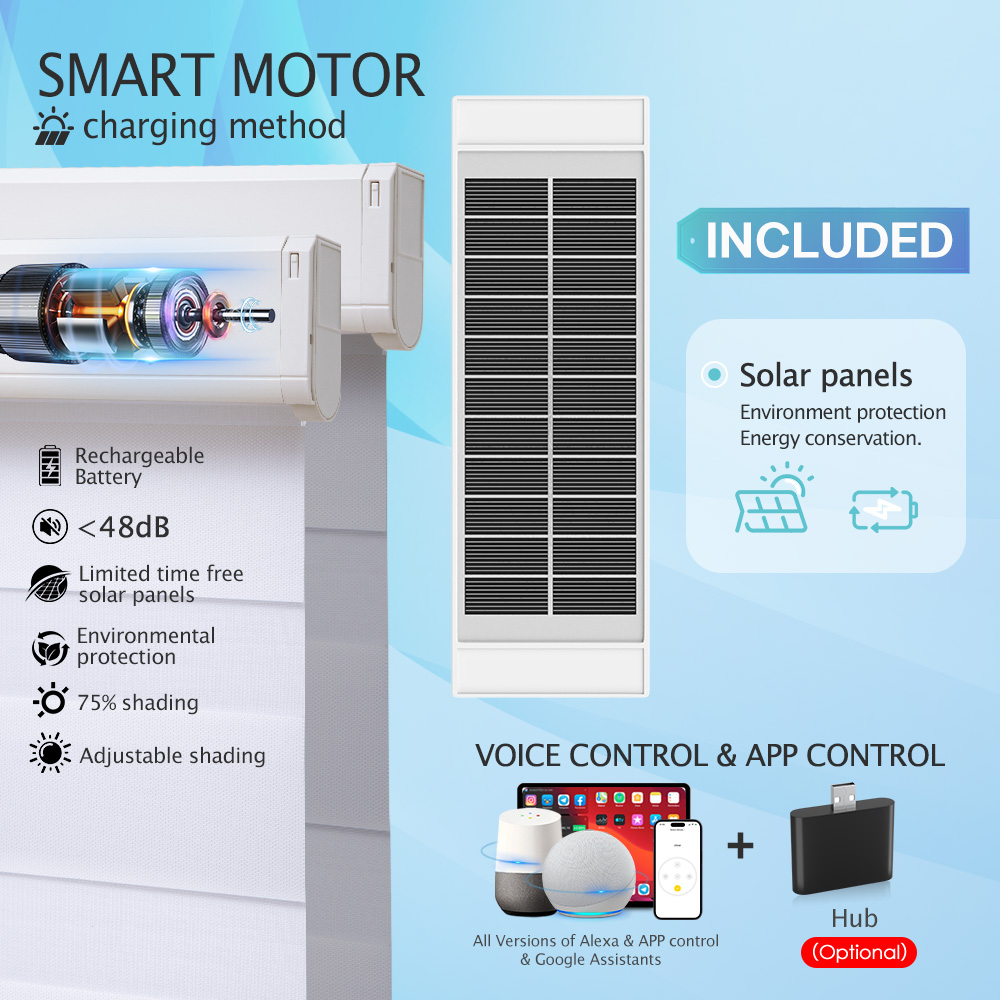 SMART MOTOR
charging method
INCLUDED
Solar panels
Environment protection
Energy conservation.
Rechargeable
Battery
<48dB
Limited time free
solar panels
Environmental
protection
75% shading
Adjustable shading
VOICE CONTROL & APP CONTROL
+
Hub
(Optional)
All Versions of Alexa & APP control
& Google Assistants